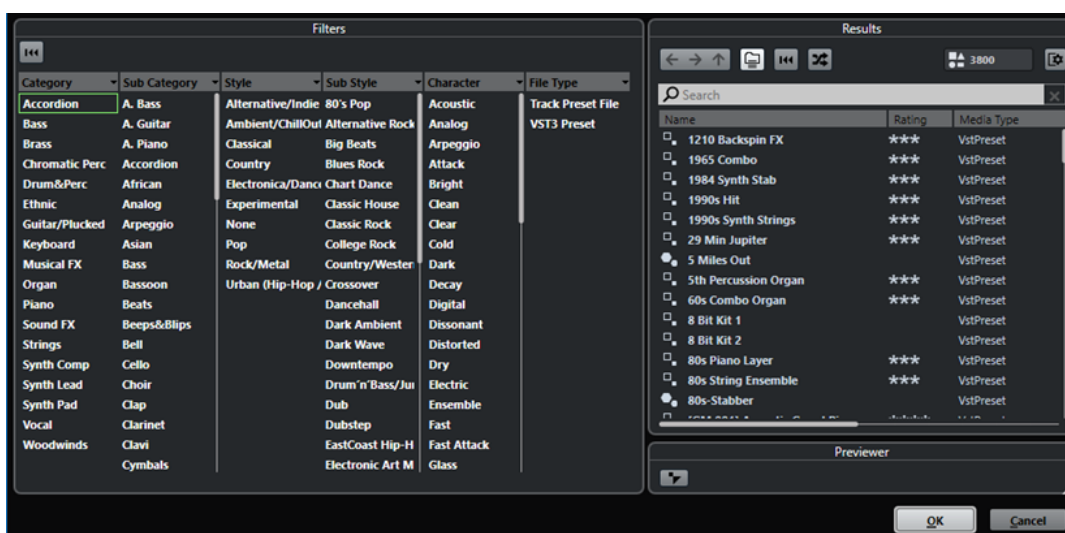 Filters
Category Sub Category Style Sub Style Character File Type
Accordion A. Bass Alternative/Indie 80's Pop Acoustic Track Preset File
Bass A. Guitar Ambient/ChillOut Alternative Rock Analog VST3 Preset
Brass A. Piano Classical Big Beats Arpeggio
Chromatic Perc Accordion Country Blues Rock Attack
Drum&Perc African Electronica/Danc Chart Dance Bright
Ethnic Analog Experimental Classic House Clean
Guitar/Plucked Arpeggio None Classic Rock Clear
Keyboard Asian Pop College Rock Cold
Musical FX Bass Rock/Metal Country/Wester Dark
Organ Bassoon Urban (Hip-Hop / Crossover Decay
Piano Beats Dancehall Digital
Sound FX Beeps&Blips Dark Ambient Dissonant
Strings Bell Dark Wave Distorted
Synth Comp Cello Downtempo Dry
Synth Lead Choir Drum´n´Bass/Jun Electric
Synth Pad Clap Dub Ensemble
Vocal Clarinet Dubstep Fast
Woodwinds Clavi EastCoast Hip-H Fast Attack
Cymbals Electronic Art M Glass
Results
3800
Search
Name Rating Media Type
1210 Backspin FX *** VstPreset
1965 Combo *** VstPreset
1984 Synth Stab *** VstPreset
1990s Hit *** VstPreset
1990s Synth Strings *** VstPreset
29 Min Jupiter *** VstPreset
5 Miles Out VstPreset
5th Percussion Organ *** VstPreset
60s Combo Organ *** VstPreset
8 Bit Kit 1 VstPreset
8 Bit Kit 2 VstPreset
80s Piano Layer *** VstPreset
80s String Ensemble *** VstPreset
80s-Stabber VstPreset
Previewer
OK Cancel